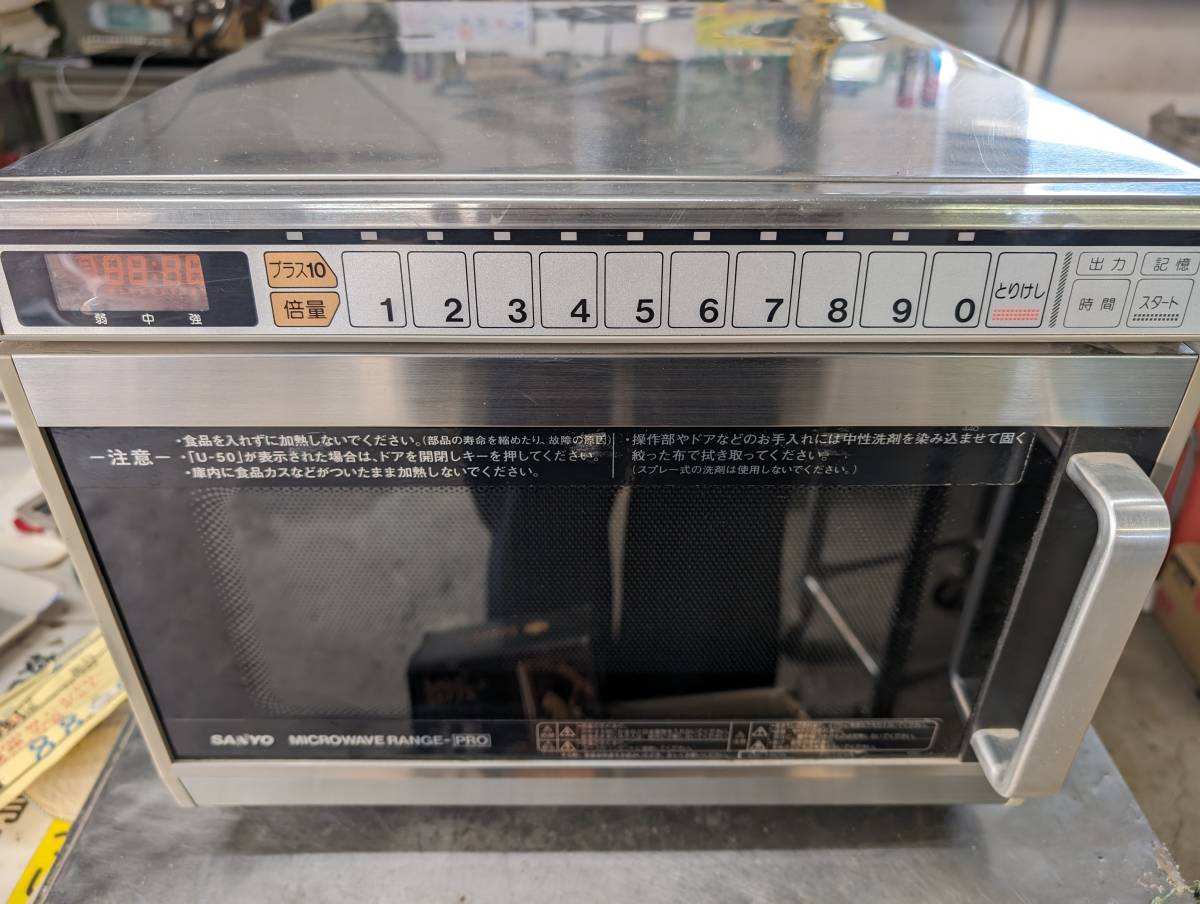 プラス10
倍量
1 2 3 4 5 6 7 8 9 0
とりけし
出力
記憶
時間
スタート
弱 中 強
−注意−
・食品を入れずに加熱しないでください。(部品の寿命を縮めたり、故障の原因)
・「U-50」が表示された場合は、ドアを開閉しキーを押してください。
・庫内に食品カスなどがついたまま加熱しないでください。
・操作部やドアなどのお手入れには中性洗剤を染み込ませて固く
絞った布で拭き取ってください。
(スプレー式の洗剤は使用しないでください。)
SANYO MICROWAVE RANGE-PRO